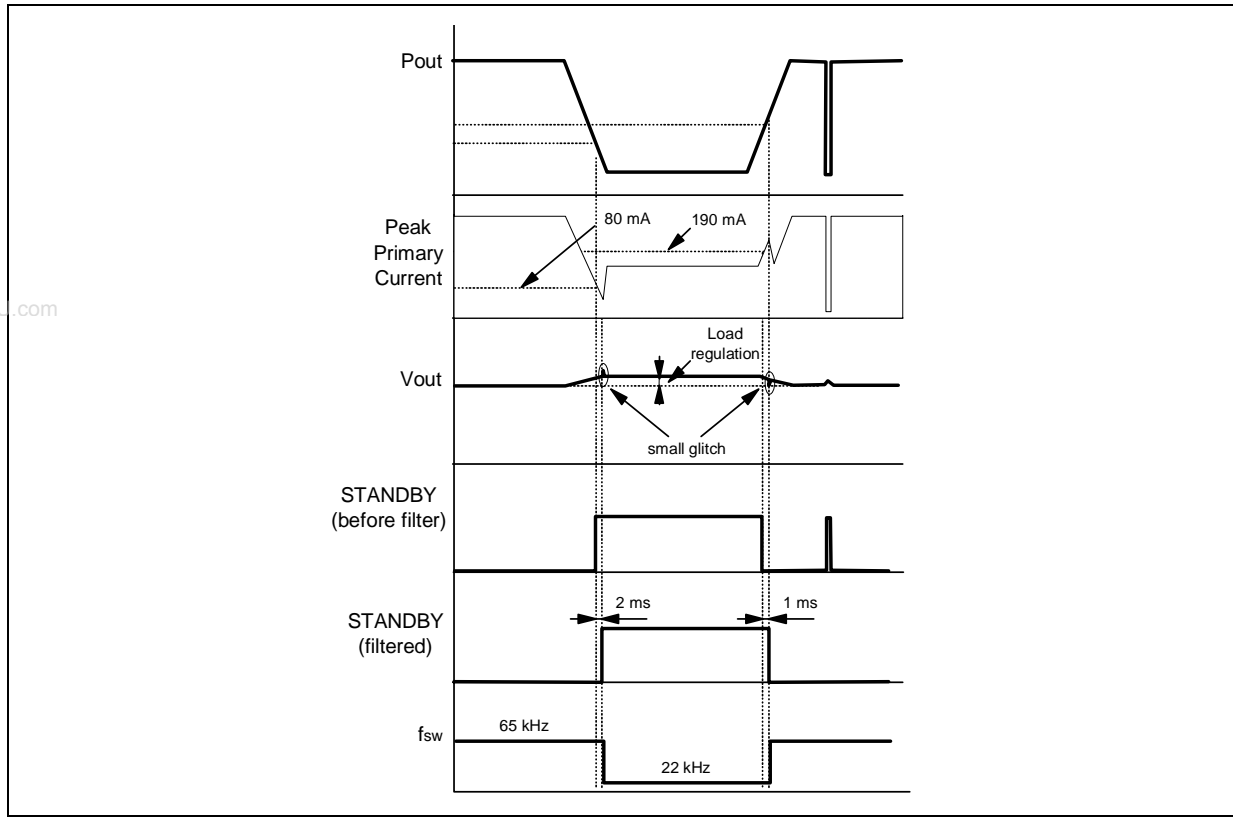 Pout
80 mA
190 mA
Peak
Primary
Current
u.com
Load
regulation
Vout
small glitch
STANDBY
(before filter)
2 ms
1 ms
STANDBY
(filtered)
65 kHz
fsw
22 kHz